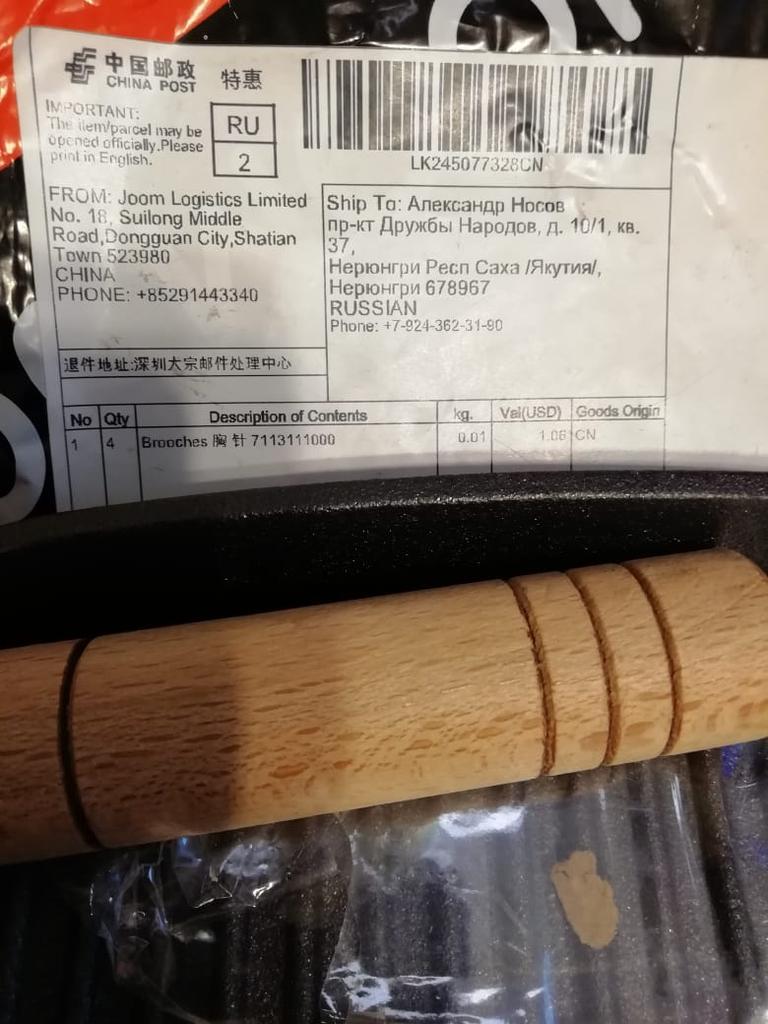 中国邮政
CHINA POST
特惠
IMPORTANT:
The item/parcel may be
opened officially.Please
print in English.
RU
2
LK245077328CN
FROM: Joom Logistics Limited
No. 18, Suilong Middle
Road,Dongguan City,Shatian
Town 523980
CHINA
PHONE: +85291443340
Ship To: Александр Носов
пр-кт Дружбы Народов, д. 10/1, кв.
37,
Нерюнгри Респ Саха /Якутия/,
Нерюнгри 678967
RUSSIAN
Phone: +7-924-362-31-90
退件地址:深圳大宗邮件处理中心
No Qty Description of Contents kg. Val(USD) Goods Origin
1 4 Brooches 胸 针 7113111000 0.01 1.06 CN